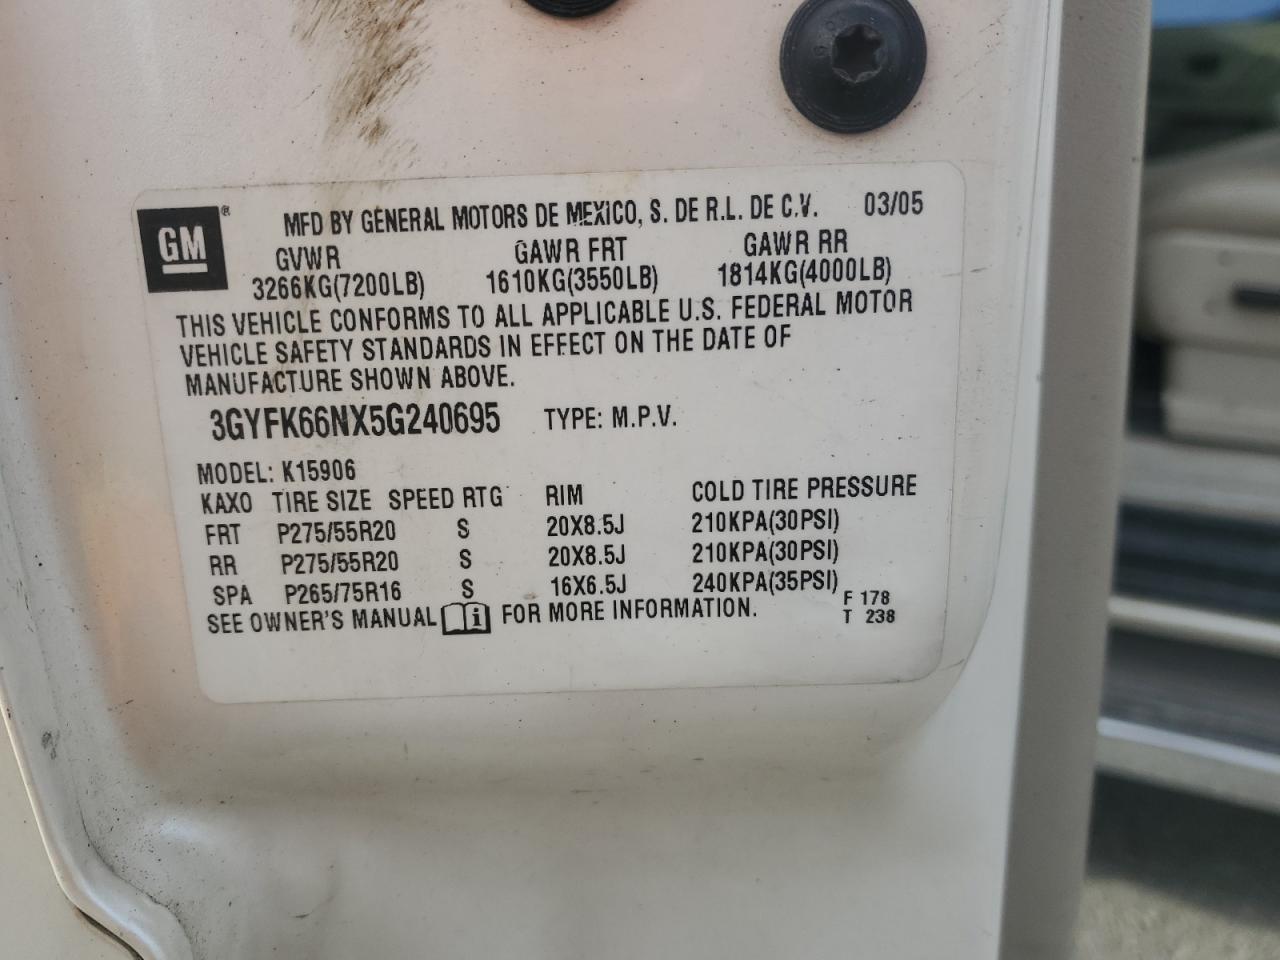 GM®
MFD BY GENERAL MOTORS DE MEXICO, S. DE R.L. DE C.V. 03/05
GVWR GAWR FRT GAWR RR
3266KG(7200LB) 1610KG(3550LB) 1814KG(4000LB)
THIS VEHICLE CONFORMS TO ALL APPLICABLE U.S. FEDERAL MOTOR
VEHICLE SAFETY STANDARDS IN EFFECT ON THE DATE OF
MANUFACTURE SHOWN ABOVE.
3GYFK66NX5G240695 TYPE: M.P.V.
MODEL: K15906
KAXO TIRE SIZE SPEED RTG RIM COLD TIRE PRESSURE
FRT P275/55R20 S 20X8.5J 210KPA(30PSI)
RR P275/55R20 S 20X8.5J 210KPA(30PSI)
SPA P265/75R16 S 16X6.5J 240KPA(35PSI)
SEE OWNER'S MANUAL i FOR MORE INFORMATION.
F 178
T 238